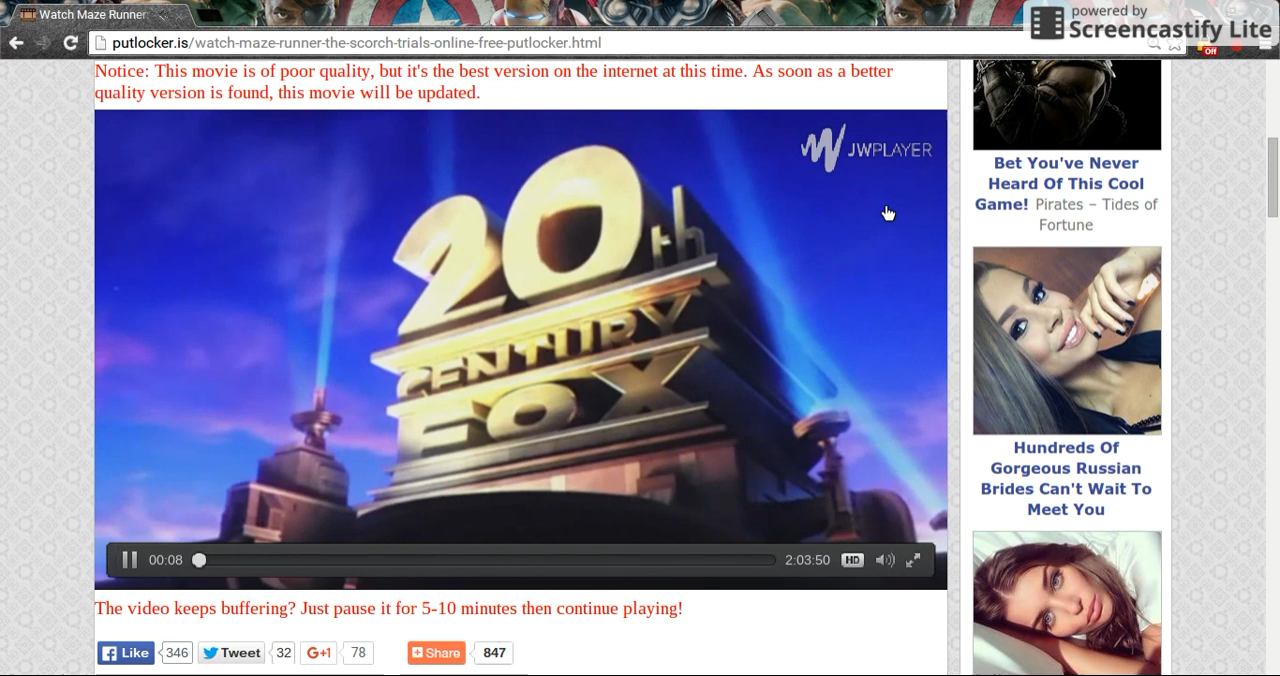 Watch Maze Runner
powered by
Screencastify Lite
putlocker.is/watch-maze-runner-the-scorch-trials-online-free-putlocker.html
Off
Notice: This movie is of poor quality, but it's the best version on the internet at this time. As soon as a better
quality version is found, this movie will be updated.
JWPLAYER
20th
CENTURY
FOX
00:08
2:03:50
HD
The video keeps buffering? Just pause it for 5-10 minutes then continue playing!
Like 346 Tweet 32 G+1 78 Share 847
Bet You've Never
Heard Of This Cool
Game! Pirates – Tides of
Fortune
Hundreds Of
Gorgeous Russian
Brides Can't Wait To
Meet You